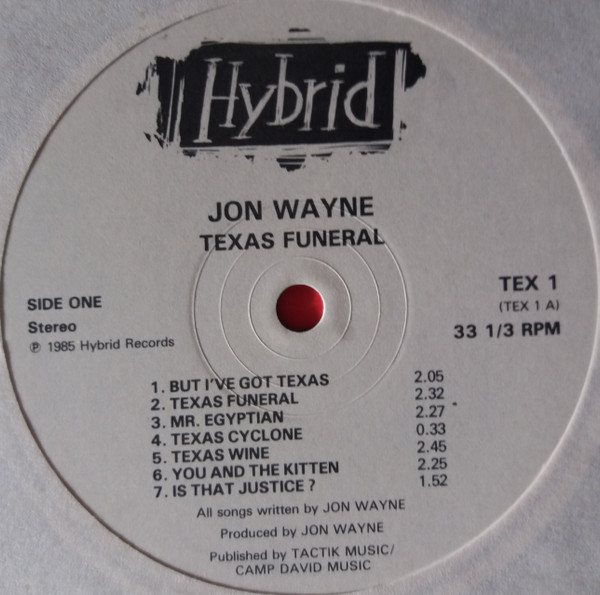 Hybrid
JON WAYNE
TEXAS FUNERAL
SIDE ONE
Stereo
℗ 1985 Hybrid Records
TEX 1
(TEX 1 A)
33 1/3 RPM
1. BUT I'VE GOT TEXAS 2.05
2. TEXAS FUNERAL 2.32
3. MR. EGYPTIAN 2.27
4. TEXAS CYCLONE 0.33
5. TEXAS WINE 2.45
6. YOU AND THE KITTEN 2.25
7. IS THAT JUSTICE ? 1.52
All songs written by JON WAYNE
Produced by JON WAYNE
Published by TACTIK MUSIC/
CAMP DAVID MUSIC